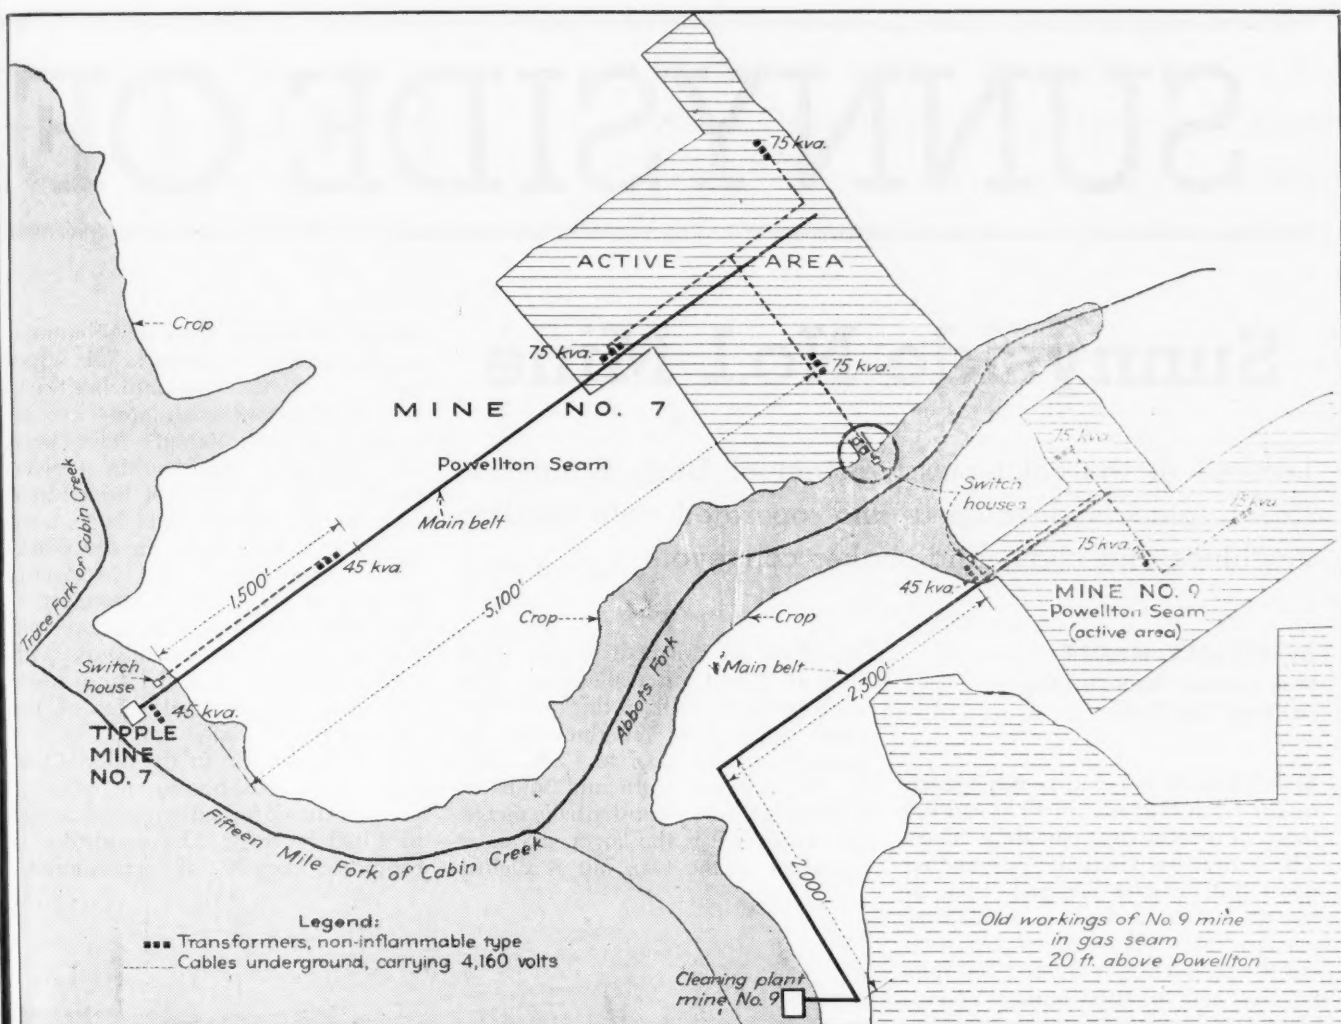 75 kva.
ACTIVE AREA
Crop
75 kva.
75 kva.
MINE NO. 7
75 kva.
Powellton Seam
Switch
houses
75 kva.
Main belt
Trace Fork of Cabin Creek
45 kva.
75 kva.
1,500'
5,100'
45 kva.
MINE NO. 9
Powellton Seam
(active area)
Crop
Crop
Abbots Fork
Main belt
Switch
house
2,300'
45 kva.
TIPPLE
MINE
NO. 7
Fifteen Mile Fork of Cabin Creek
2,000'
Legend:
Transformers, non-inflammable type
Cables underground, carrying 4,160 volts
Old workings of No. 9 mine
in gas seam
20 ft. above Powellton
Cleaning plant
mine No. 9